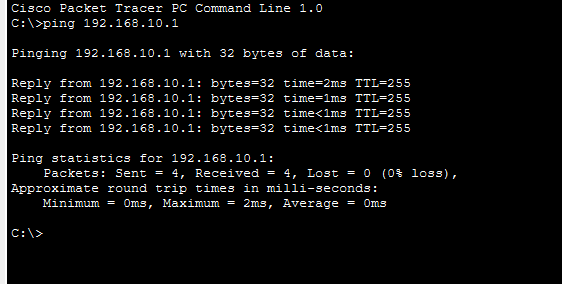 Cisco Packet Tracer PC Command Line 1.0
C:\>ping 192.168.10.1
Pinging 192.168.10.1 with 32 bytes of data:
Reply from 192.168.10.1: bytes=32 time=2ms TTL=255
Reply from 192.168.10.1: bytes=32 time=1ms TTL=255
Reply from 192.168.10.1: bytes=32 time<1ms TTL=255
Reply from 192.168.10.1: bytes=32 time<1ms TTL=255
Ping statistics for 192.168.10.1:
    Packets: Sent = 4, Received = 4, Lost = 0 (0% loss),
Approximate round trip times in milli-seconds:
    Minimum = 0ms, Maximum = 2ms, Average = 0ms
C:\>